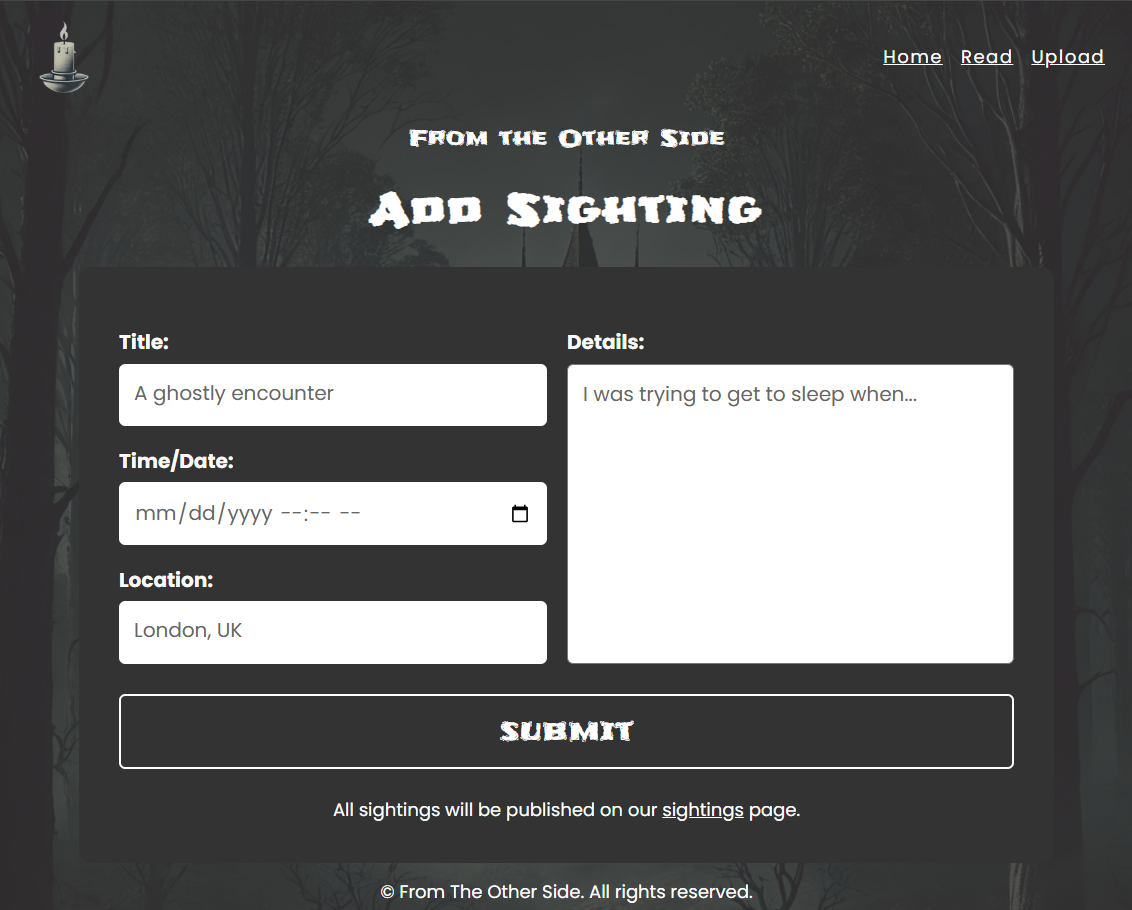 Home Read Upload
From the Other Side
Add Sighting
Title:
A ghostly encounter
Time/Date:
mm/dd/yyyy --:-- --
Location:
London, UK
Details:
I was trying to get to sleep when...
SUBMIT
All sightings will be published on our sightings page.
© From The Other Side. All rights reserved.